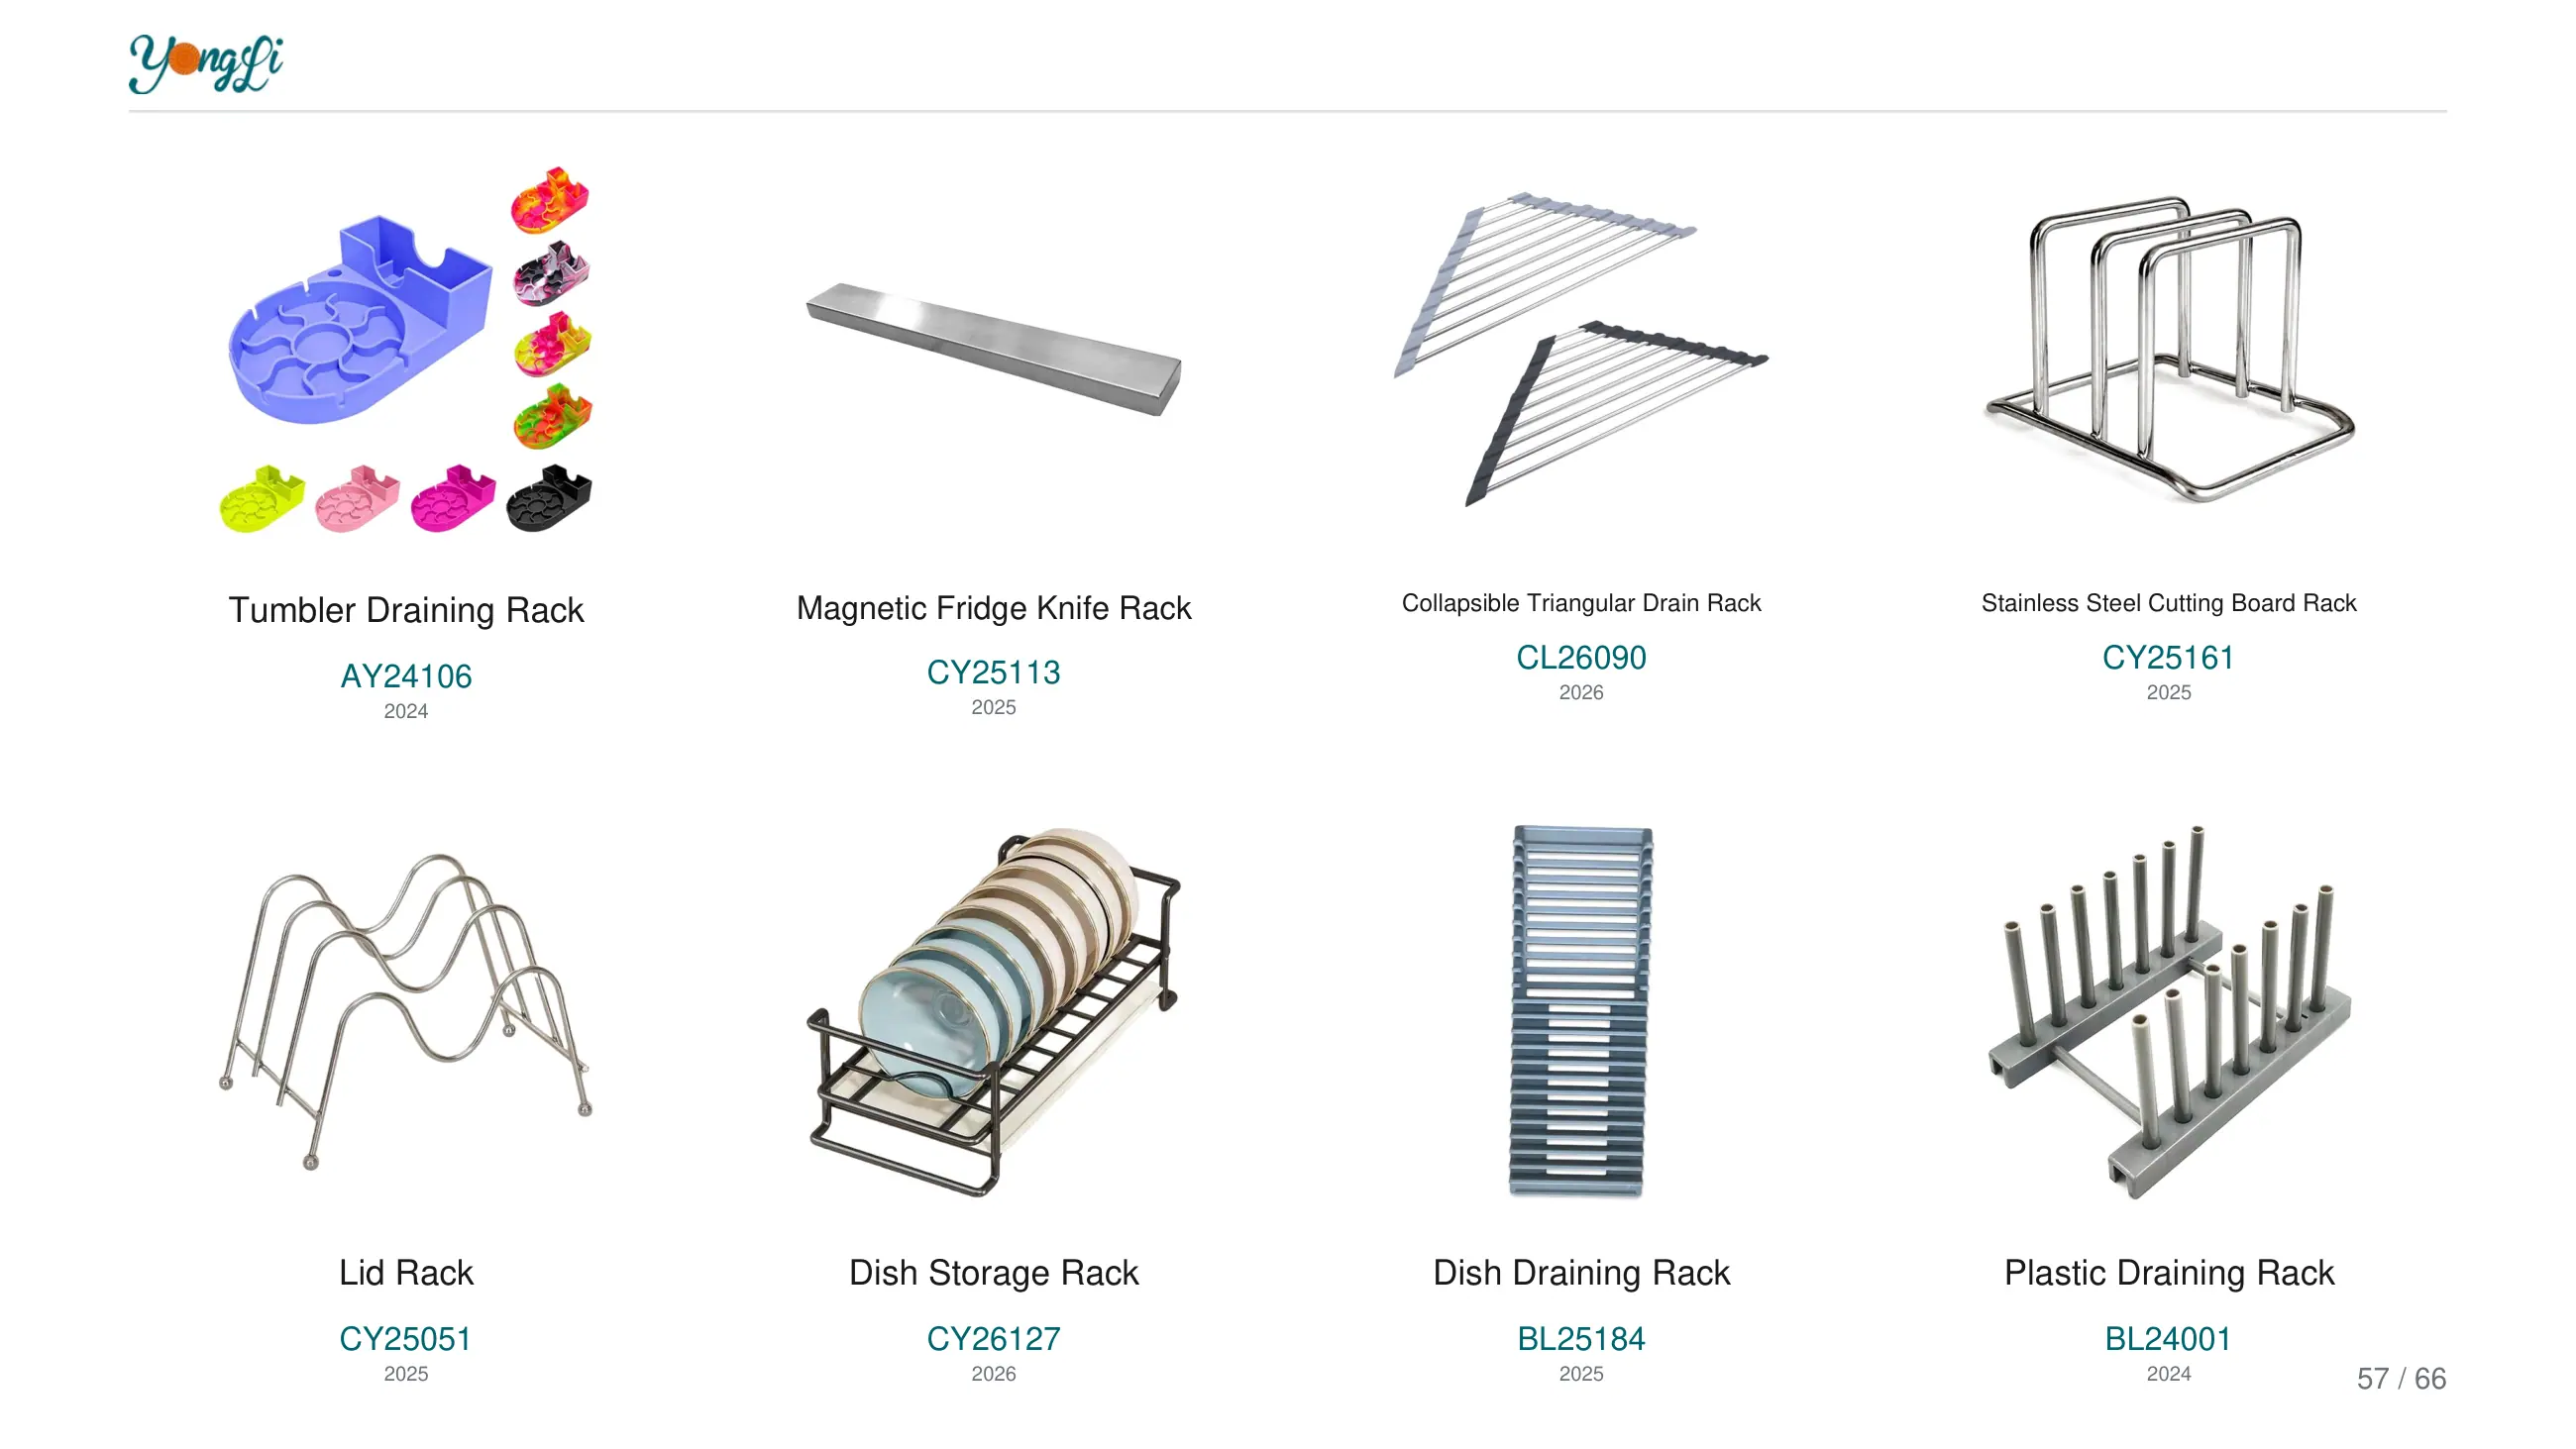 YongLi
Tumbler Draining Rack
AY24106
2024
Magnetic Fridge Knife Rack
CY25113
2025
Collapsible Triangular Drain Rack
CL26090
2026
Stainless Steel Cutting Board Rack
CY25161
2025
Lid Rack
CY25051
2025
Dish Storage Rack
CY26127
2026
Dish Draining Rack
BL25184
2025
Plastic Draining Rack
BL24001
2024
57 / 66